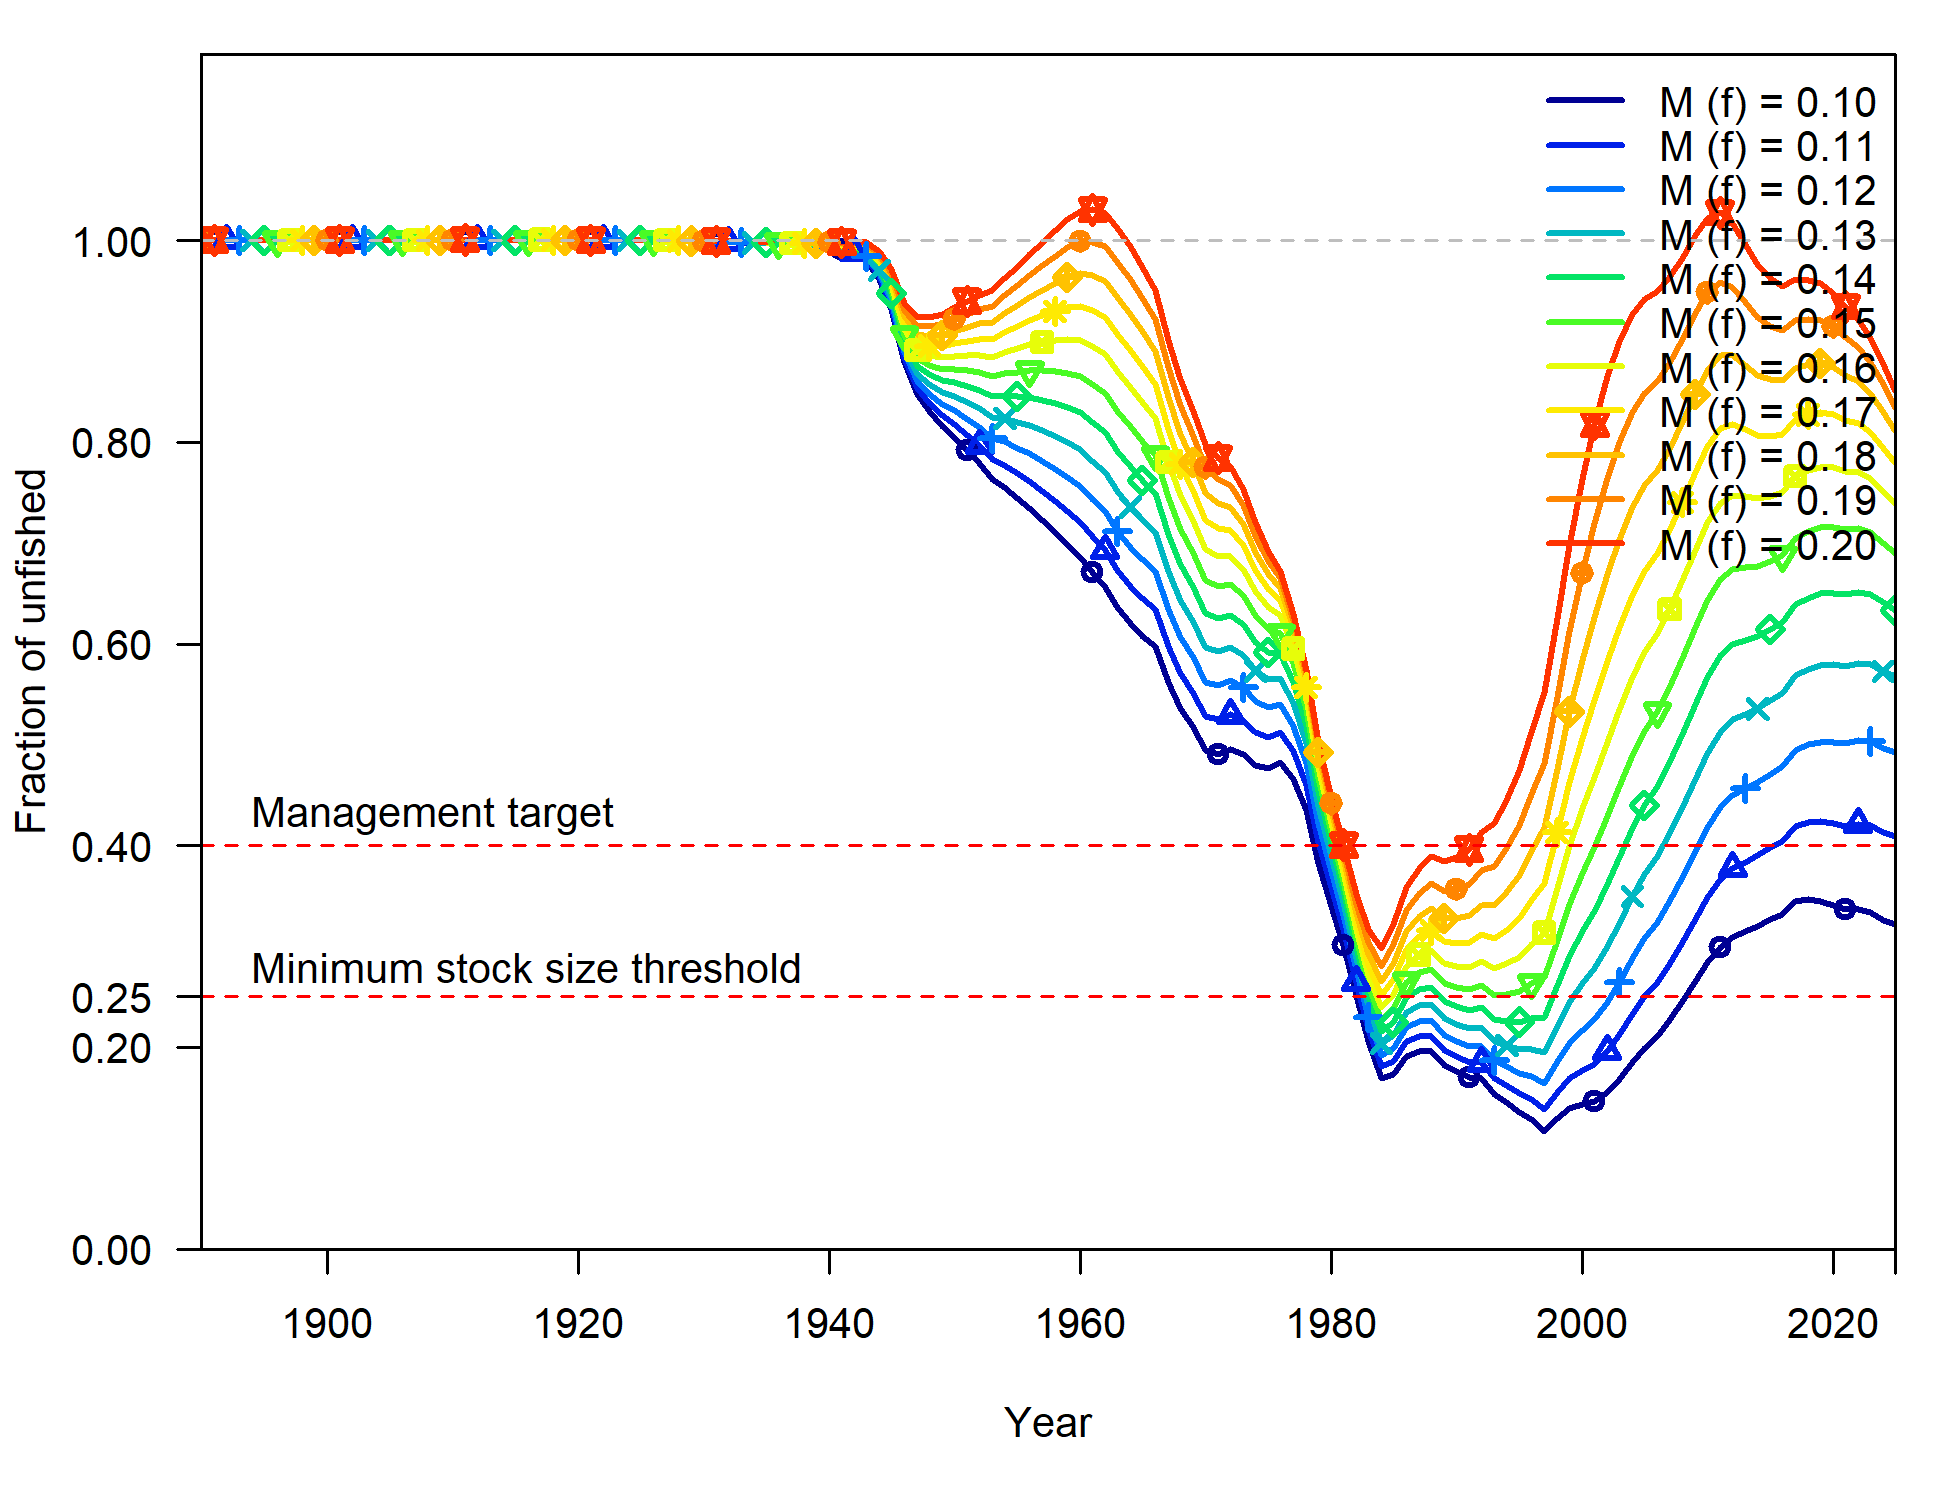 M (f) = 0.10
M (f) = 0.11
M (f) = 0.12
M (f) = 0.13
M (f) = 0.14
M (f) = 0.15
M (f) = 0.16
M (f) = 0.17
M (f) = 0.18
M (f) = 0.19
M (f) = 0.20
1.00
0.80
0.60
0.40
0.25
0.20
0.00
Fraction of unfished
Management target
Minimum stock size threshold
1900
1920
1940
1960
1980
2000
2020
Year